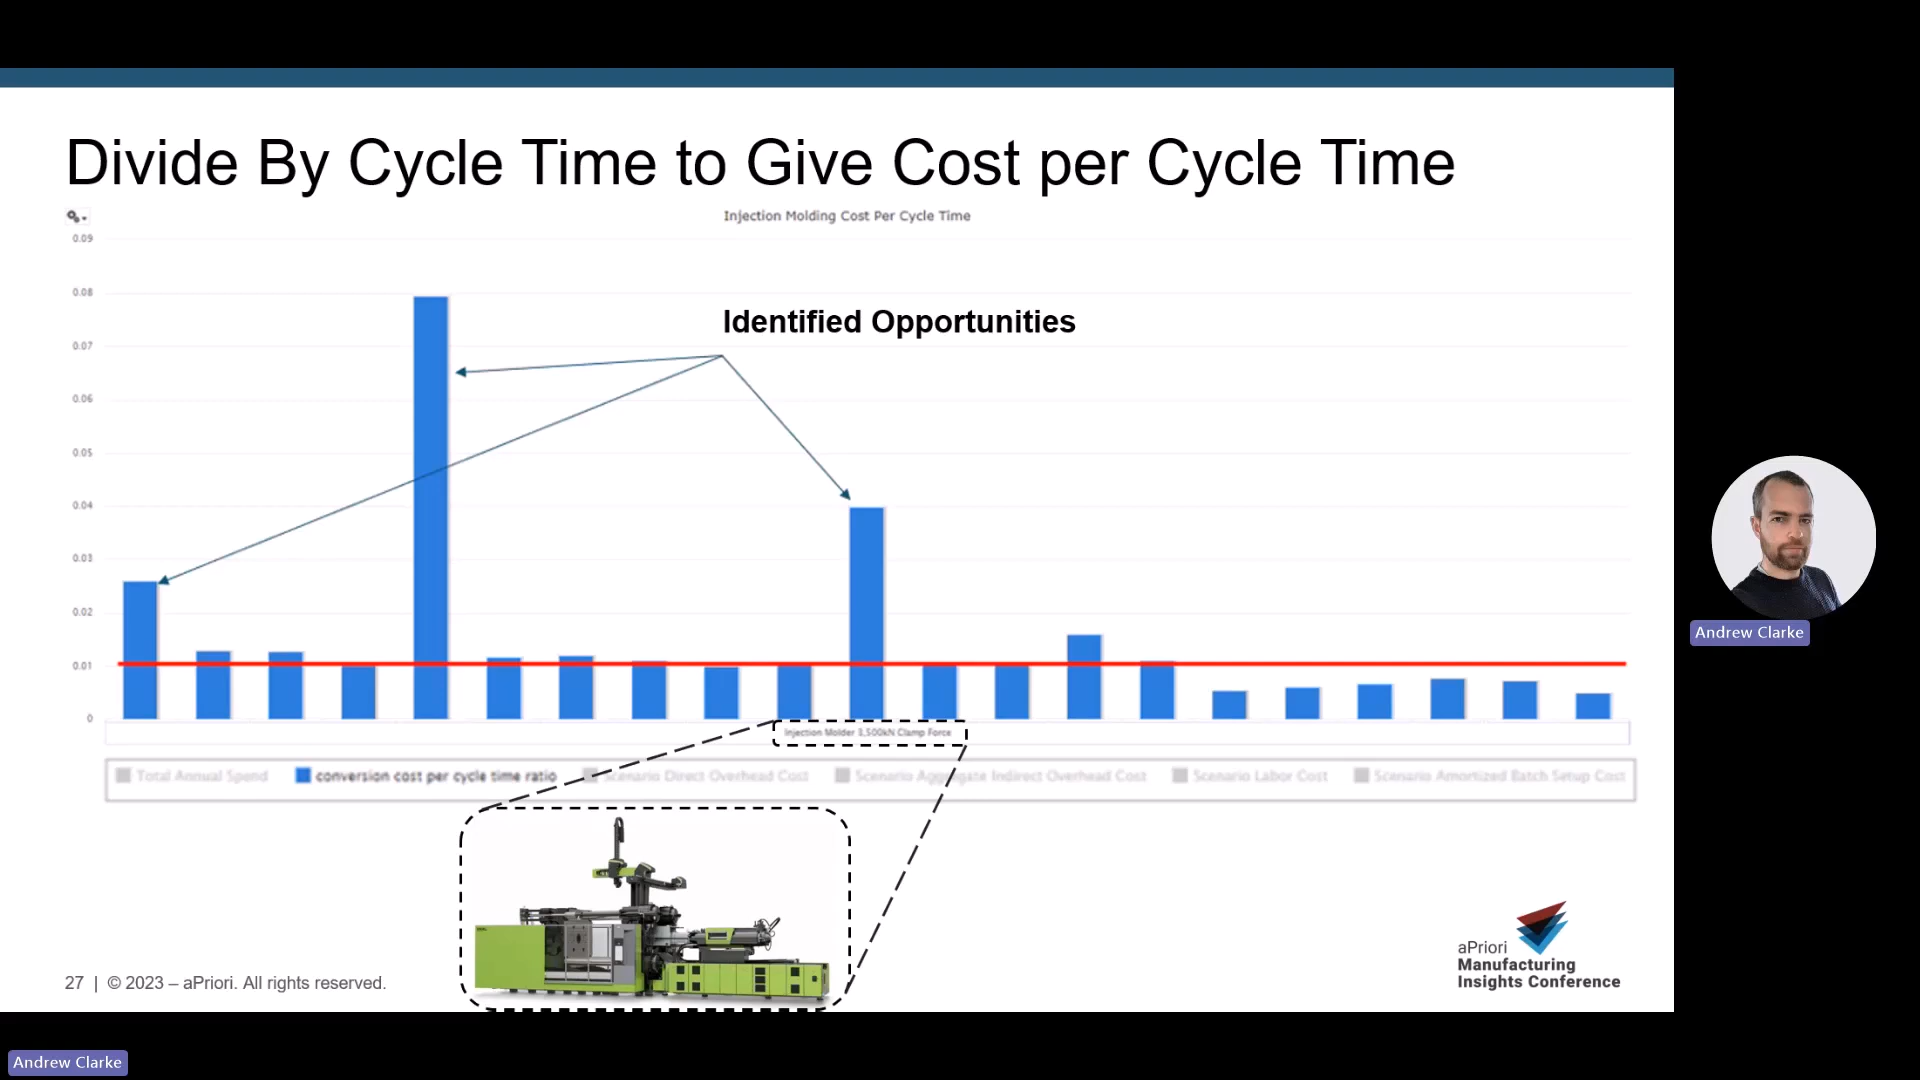 Divide By Cycle Time to Give Cost per Cycle Time
Injection Molding Cost Per Cycle Time
0.09
0.08
Identified Opportunities
0.07
0.06
0.05
0.04
0.03
0.02
0.01
0
Injection Molder 3,500kN Clamp Force
Total Annual Spend conversion cost per cycle time ratio Scenario Direct Overhead Cost Scenario Aggregate Indirect Overhead Cost Scenario Labor Cost Scenario Amortized Batch Setup Cost
27 | © 2023 – aPriori. All rights reserved.
aPriori
Manufacturing
Insights Conference
Andrew Clarke
Andrew Clarke